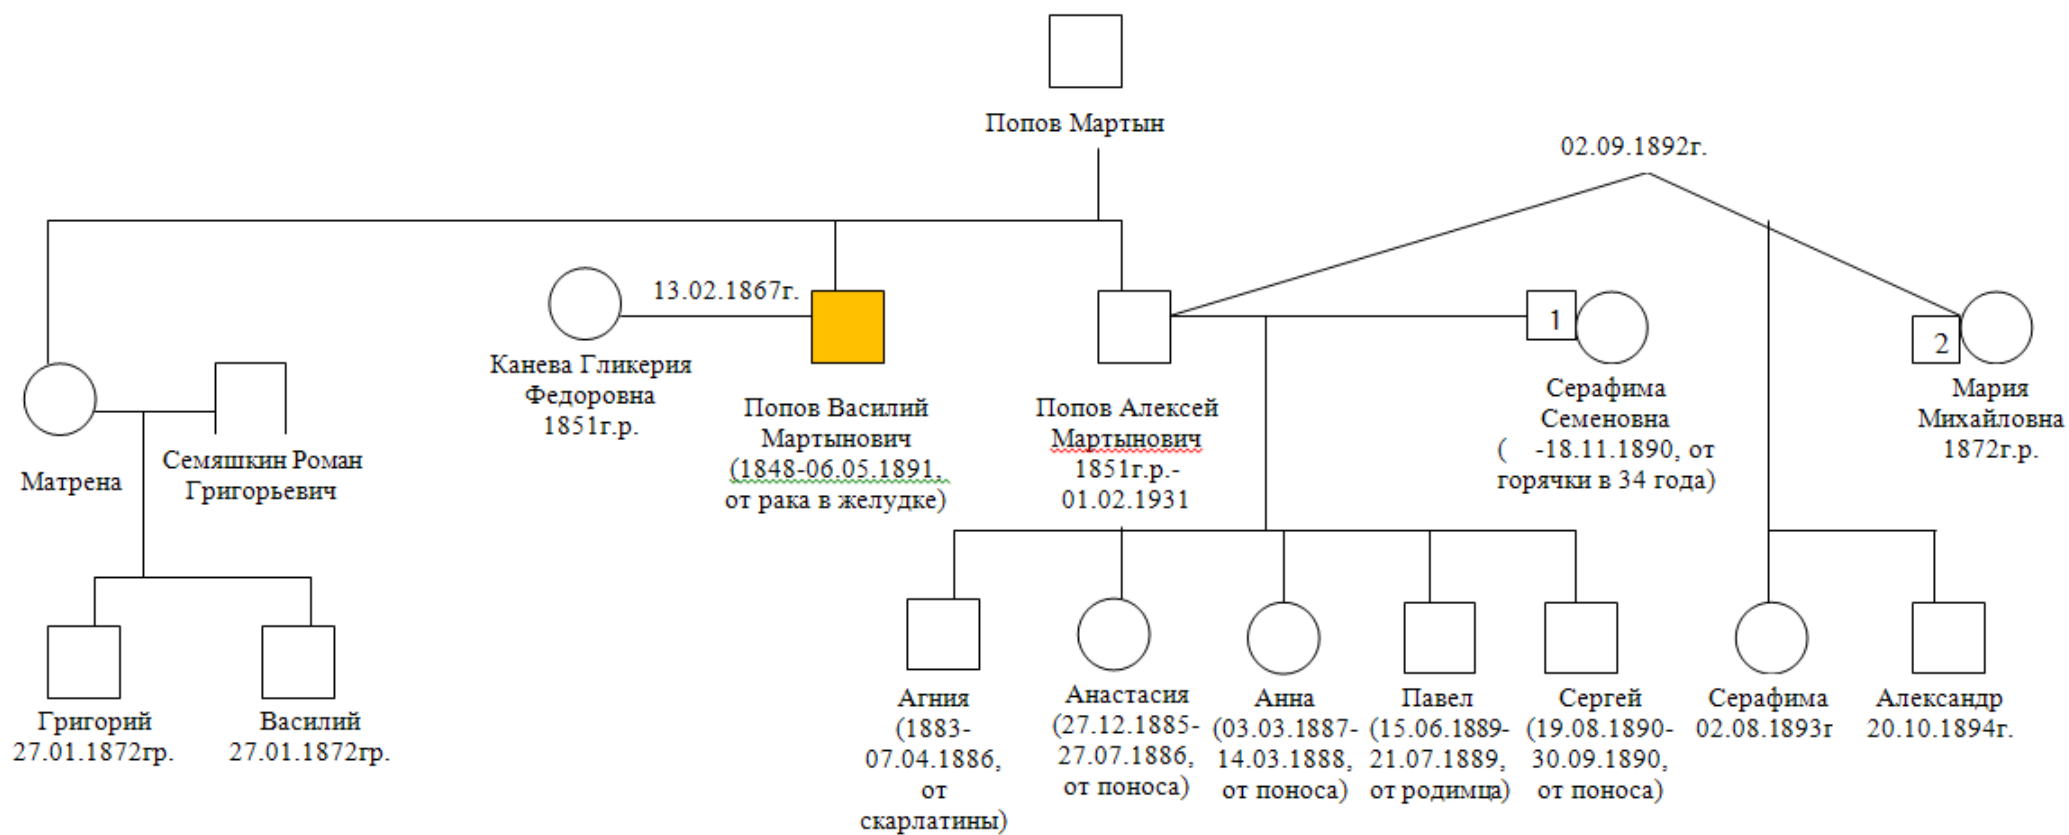 Попов Мартын
02.09.1892г.
13.02.1867г.
1
2
Канева Гликерия
Федоровна
1851г.р.
Попов Василий
Мартынович
(1848-06.05.1891,
от рака в желудке)
Попов Алексей
Мартынович
1851г.р.-
01.02.1931
Серафима
Семеновна
( -18.11.1890, от
горячки в 34 года)
Мария
Михайловна
1872г.р.
Матрена
Семяшкин Роман
Григорьевич
Григорий
27.01.1872гр.
Василий
27.01.1872гр.
Агния
(1883-
07.04.1886,
от
скарлатины)
Анастасия
(27.12.1885-
27.07.1886,
от поноса)
Анна
(03.03.1887-
14.03.1888,
от поноса)
Павел
(15.06.1889-
21.07.1889,
от родимца)
Сергей
(19.08.1890-
30.09.1890,
от поноса)
Серафима
02.08.1893г
Александр
20.10.1894г.